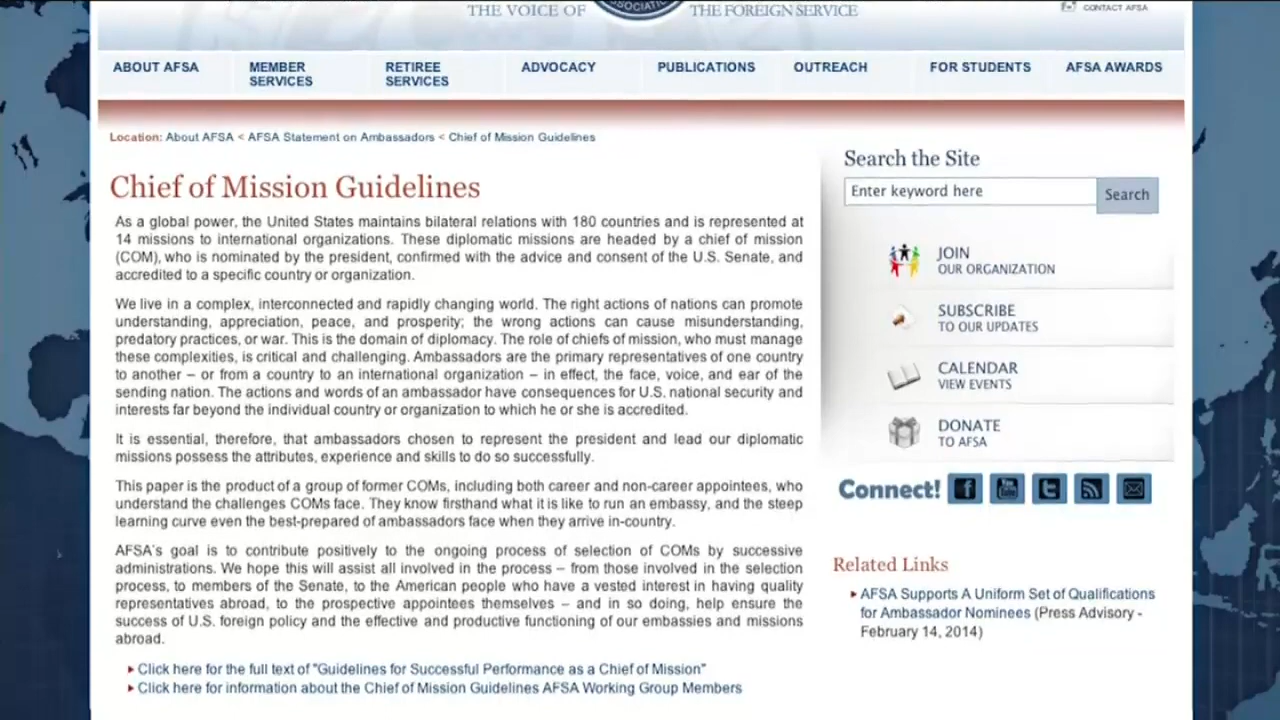 THE VOICE OF
ASSOCIATION
THE FOREIGN SERVICE
CONTACT AFSA
ABOUT AFSA
MEMBER
SERVICES
RETIREE
SERVICES
ADVOCACY
PUBLICATIONS
OUTREACH
FOR STUDENTS
AFSA AWARDS
Location: About AFSA < AFSA Statement on Ambassadors < Chief of Mission Guidelines
Chief of Mission Guidelines
As a global power, the United States maintains bilateral relations with 180 countries and is represented at
14 missions to international organizations. These diplomatic missions are headed by a chief of mission
(COM), who is nominated by the president, confirmed with the advice and consent of the U.S. Senate, and
accredited to a specific country or organization.
We live in a complex, interconnected and rapidly changing world. The right actions of nations can promote
understanding, appreciation, peace, and prosperity; the wrong actions can cause misunderstanding,
predatory practices, or war. This is the domain of diplomacy. The role of chiefs of mission, who must manage
these complexities, is critical and challenging. Ambassadors are the primary representatives of one country
to another – or from a country to an international organization – in effect, the face, voice, and ear of the
sending nation. The actions and words of an ambassador have consequences for U.S. national security and
interests far beyond the individual country or organization to which he or she is accredited.
It is essential, therefore, that ambassadors chosen to represent the president and lead our diplomatic
missions possess the attributes, experience and skills to do so successfully.
This paper is the product of a group of former COMs, including both career and non-career appointees, who
understand the challenges COMs face. They know firsthand what it is like to run an embassy, and the steep
learning curve even the best-prepared of ambassadors face when they arrive in-country.
AFSA's goal is to contribute positively to the ongoing process of selection of COMs by successive
administrations. We hope this will assist all involved in the process – from those involved in the selection
process, to members of the Senate, to the American people who have a vested interest in having quality
representatives abroad, to the prospective appointees themselves – and in so doing, help ensure the
success of U.S. foreign policy and the effective and productive functioning of our embassies and missions
abroad.
Click here for the full text of "Guidelines for Successful Performance as a Chief of Mission"
Click here for information about the Chief of Mission Guidelines AFSA Working Group Members
Search the Site
Enter keyword here
Search
JOIN
OUR ORGANIZATION
SUBSCRIBE
TO OUR UPDATES
CALENDAR
VIEW EVENTS
DONATE
TO AFSA
Connect!
Related Links
AFSA Supports A Uniform Set of Qualifications
for Ambassador Nominees (Press Advisory -
February 14, 2014)